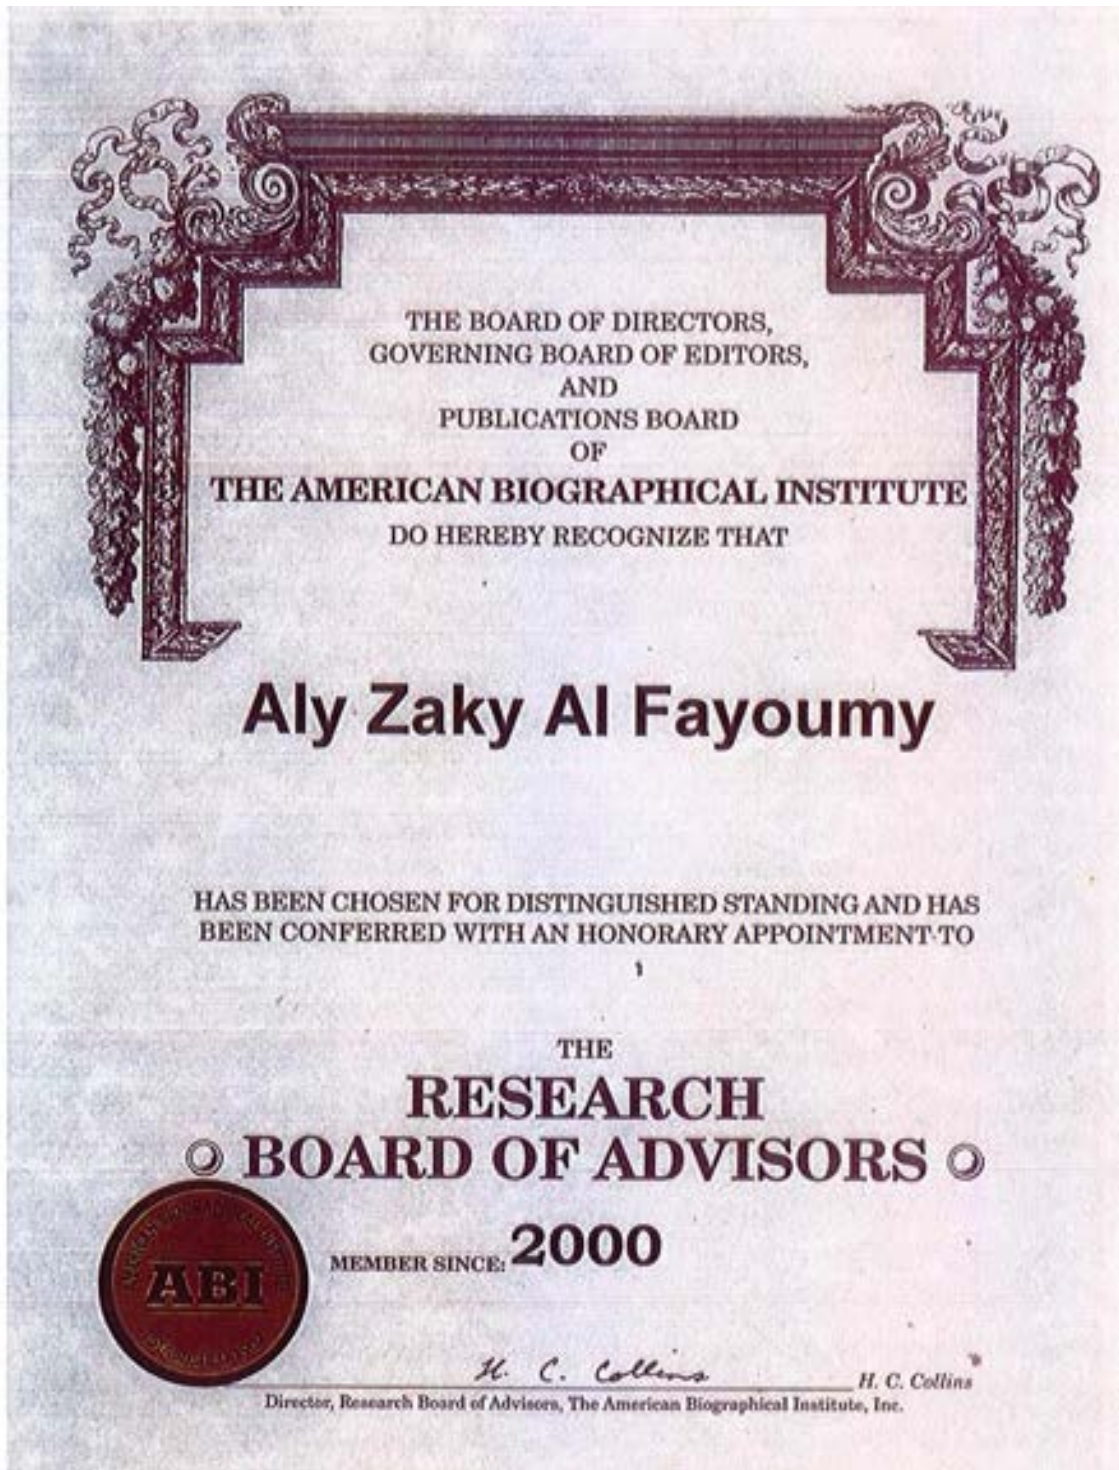 THE BOARD OF DIRECTORS,
GOVERNING BOARD OF EDITORS,
AND
PUBLICATIONS BOARD
OF
THE AMERICAN BIOGRAPHICAL INSTITUTE
DO HEREBY RECOGNIZE THAT
Aly Zaky Al Fayoumy
HAS BEEN CHOSEN FOR DISTINGUISHED STANDING AND HAS
BEEN CONFERRED WITH AN HONORARY APPOINTMENT TO
THE
RESEARCH
BOARD OF ADVISORS
MEMBER SINCE: 2000
ABI
H. C. Collins
H. C. Collins
Director, Research Board of Advisors, The American Biographical Institute, Inc.